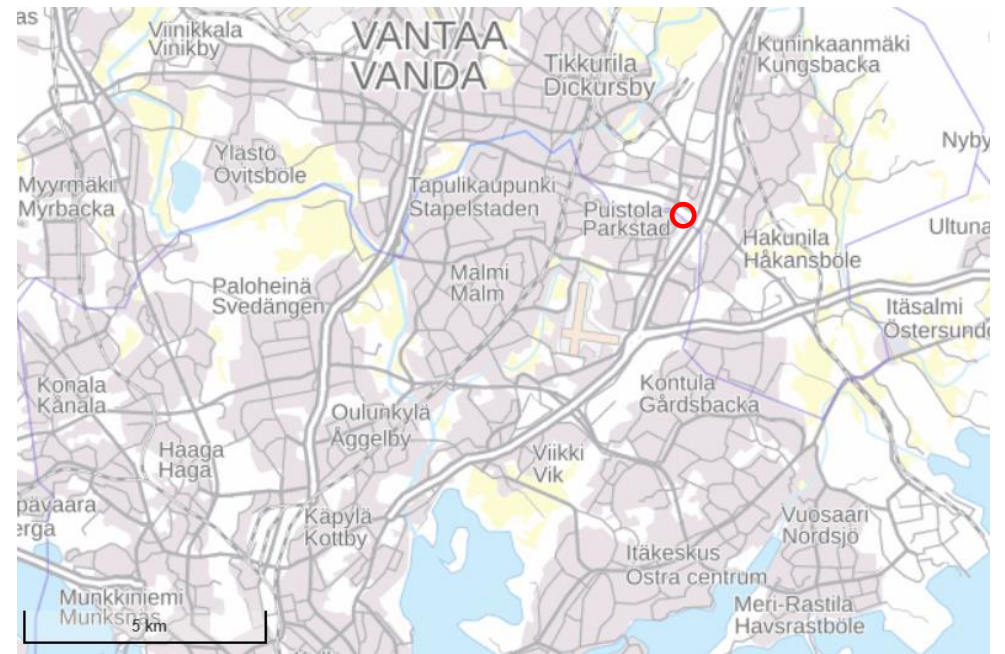 as
Viinikkala
Vinikby
VANTAA
VANDA
Tikkurila
Dickursby
Kuninkaanmäki
Kungsbacka
Nyby
Ylästö
Övitsböle
Myyrmäki
Myrbacka
Tapulikaupunki
Stapelstaden
Puistola
Parkstad
Hakunila
Håkansböle
Ultuna
Malmi
Malm
Paloheinä
Svedängen
Itäsalmi
Östersundo
Konala
Kånala
Kontula
Gårdsbacka
Oulunkylä
Åggelby
Haaga
Haga
Viikki
Vik
pävaara
erga
Käpylä
Kottby
Vuosaari
Nordsjö
Itäkeskus
Östra centrum
Munkkiniemi
Munksnäs
Meri-Rastila
Havsrastböle
5 km